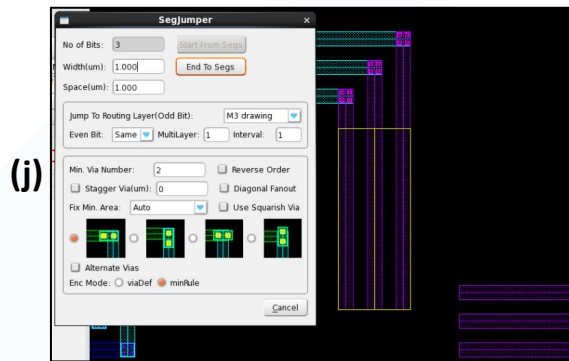 SegJumper
No of Bits: 3 Start From Segs
Width(um): 1.000 End To Segs
Space(um): 1.000
Jump To Routing Layer(Odd Bit): M3 drawing
Even Bit: Same MultiLayer: 1 Interval: 1
(j)
Min. Via Number: 2 Reverse Order
Stagger Via(um): 0 Diagonal Fanout
Fix Min. Area: Auto Use Squarish Via
Alternate Vias
Enc Mode: viaDef minRule
Cancel